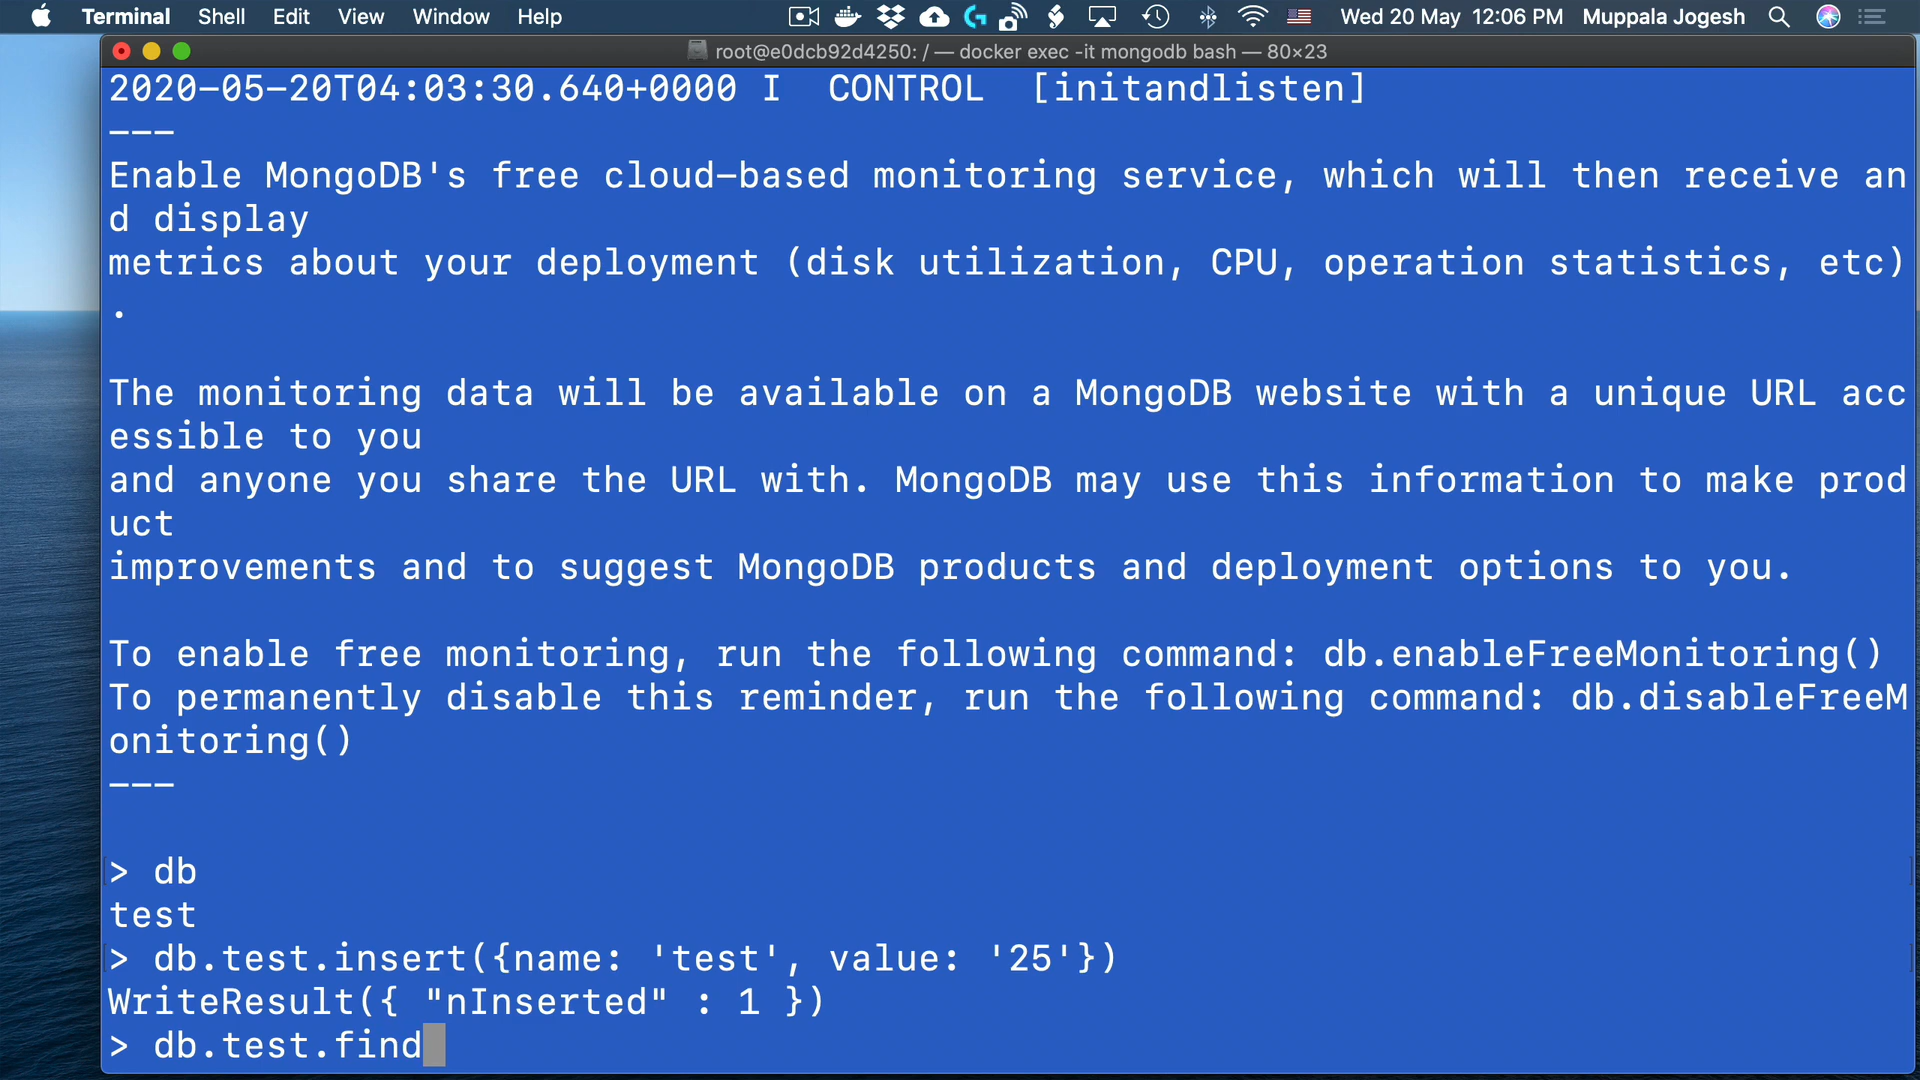 Terminal Shell Edit View Window Help Wed 20 May 12:06 PM Muppala Jogesh
root@e0dcb92d4250: / — docker exec -it mongodb bash — 80×23
2020-05-20T04:03:30.640+0000 I  CONTROL  [initandlisten]
---
Enable MongoDB's free cloud-based monitoring service, which will then receive an
d display
metrics about your deployment (disk utilization, CPU, operation statistics, etc)
.
The monitoring data will be available on a MongoDB website with a unique URL acc
essible to you
and anyone you share the URL with. MongoDB may use this information to make prod
uct
improvements and to suggest MongoDB products and deployment options to you.
To enable free monitoring, run the following command: db.enableFreeMonitoring()
To permanently disable this reminder, run the following command: db.disableFreeM
onitoring()
---
> db
test
> db.test.insert({name: 'test', value: '25'})
WriteResult({ "nInserted" : 1 })
> db.test.find